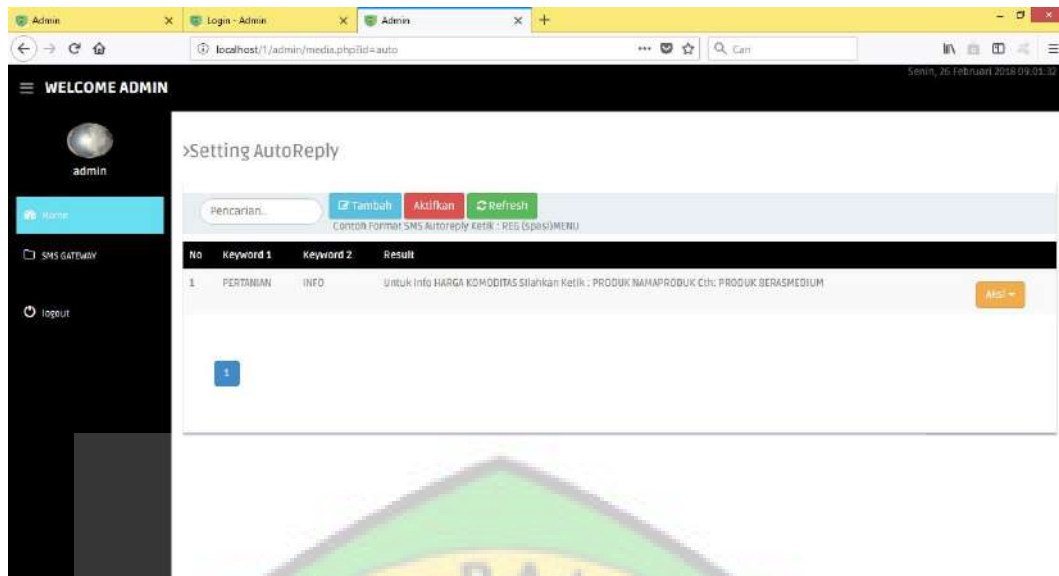 Admin
Login - Admin
Admin
localhost/1/admin/media.php?id=auto
Cari
WELCOME ADMIN
Senin, 26 Februari 2018 09.01:32
admin
>Setting AutoReply
Home
Pencarian..
Tambah
Aktifkan
Refresh
Contoh Format SMS Autoreply Ketik : REG (spasi)MENU
SMS GATEWAY
No Keyword 1 Keyword 2 Result
1 PERTANIAN INFO Untuk Info HARGA KOMODITAS Silahkan Ketik : PRODUK NAMAPRODUK Cth: PRODUK BERASMEDIUM
Aksi
logout
1